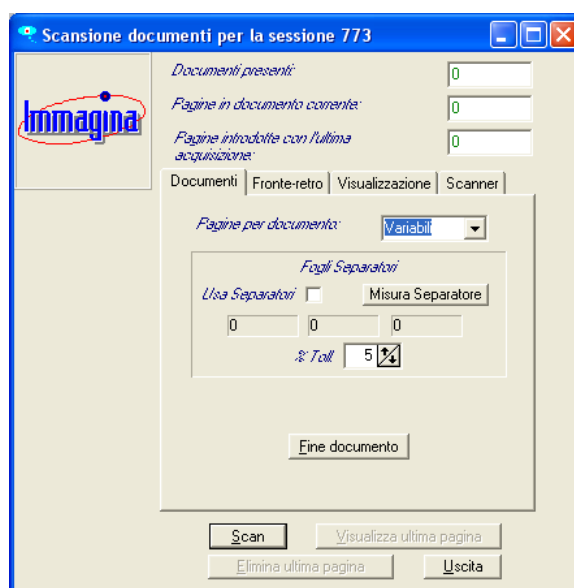 Scansione documenti per la sessione 773
Immagina
Documenti presenti: 0
Pagine in documento corrente: 0
Pagine introdotte con l'ultima
acquisizione: 0
Documenti Fronte-retro Visualizzazione Scanner
Pagine per documento: Variabili
Fogli Separatori
Usa Separatori Misura Separatore
0 0 0
% Toll 5
Fine documento
Scan Visualizza ultima pagina
Elimina ultima pagina Uscita